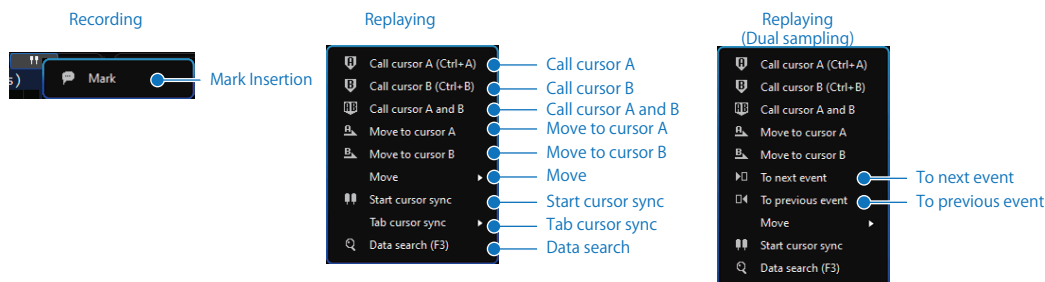 Recording
s)
Mark
Mark Insertion
Replaying
Call cursor A (Ctrl+A)
Call cursor B (Ctrl+B)
Call cursor A and B
Move to cursor A
Move to cursor B
Move
Start cursor sync
Tab cursor sync
Data search (F3)
Call cursor A
Call cursor B
Call cursor A and B
Move to cursor A
Move to cursor B
Move
Start cursor sync
Tab cursor sync
Data search
Replaying
(Dual sampling)
Call cursor A (Ctrl+A)
Call cursor B (Ctrl+B)
Call cursor A and B
Move to cursor A
Move to cursor B
To next event
To previous event
Move
Start cursor sync
Data search (F3)
To next event
To previous event